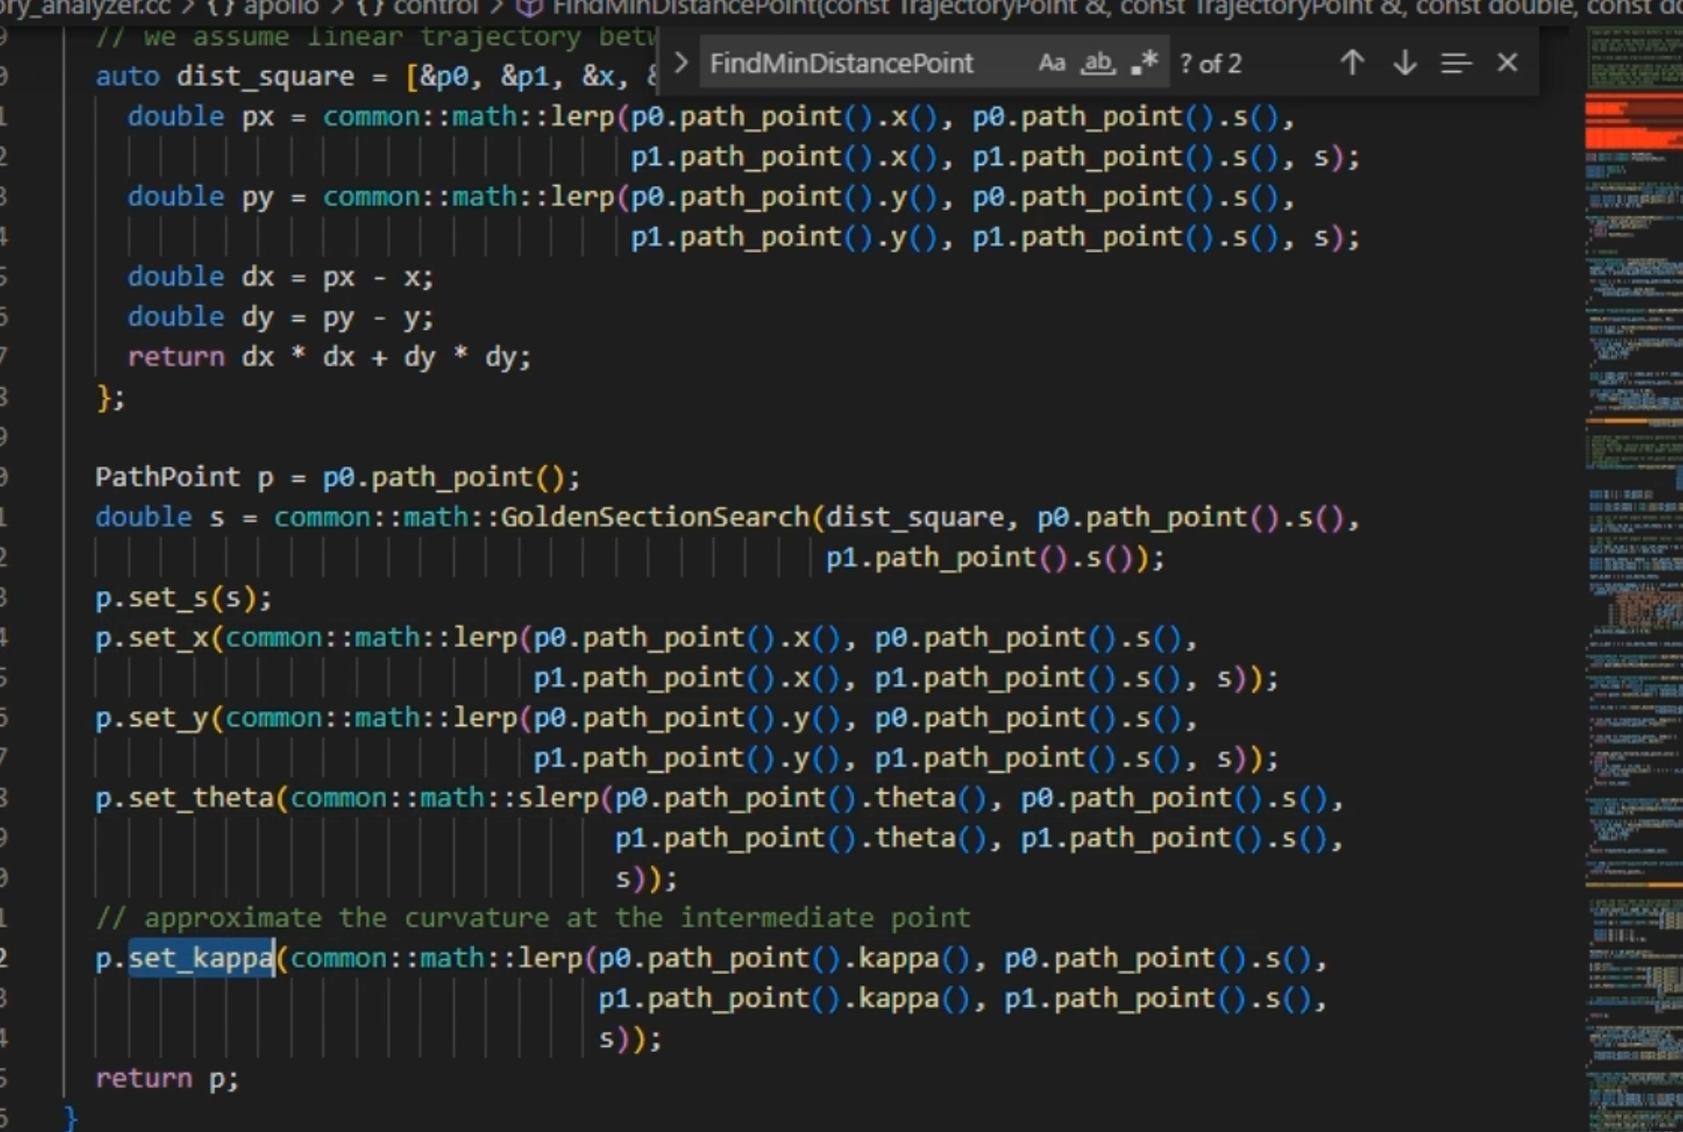 ry_analyzer.cc > {} apollo > {} control > FindMinDistancePoint(const TrajectoryPoint &, const TrajectoryPoint &, const double, const do
// we assume linear trajectory betw
FindMinDistancePoint Aa ab .* ? of 2
auto dist_square = [&p0, &p1, &x, &
double px = common::math::lerp(p0.path_point().x(), p0.path_point().s(),
p1.path_point().x(), p1.path_point().s(), s);
double py = common::math::lerp(p0.path_point().y(), p0.path_point().s(),
p1.path_point().y(), p1.path_point().s(), s);
double dx = px - x;
double dy = py - y;
return dx * dx + dy * dy;
};
PathPoint p = p0.path_point();
double s = common::math::GoldenSectionSearch(dist_square, p0.path_point().s(),
p1.path_point().s());
p.set_s(s);
p.set_x(common::math::lerp(p0.path_point().x(), p0.path_point().s(),
p1.path_point().x(), p1.path_point().s(), s));
p.set_y(common::math::lerp(p0.path_point().y(), p0.path_point().s(),
p1.path_point().y(), p1.path_point().s(), s));
p.set_theta(common::math::slerp(p0.path_point().theta(), p0.path_point().s(),
p1.path_point().theta(), p1.path_point().s(),
s));
// approximate the curvature at the intermediate point
p.set_kappa(common::math::lerp(p0.path_point().kappa(), p0.path_point().s(),
p1.path_point().kappa(), p1.path_point().s(),
s));
return p;
}